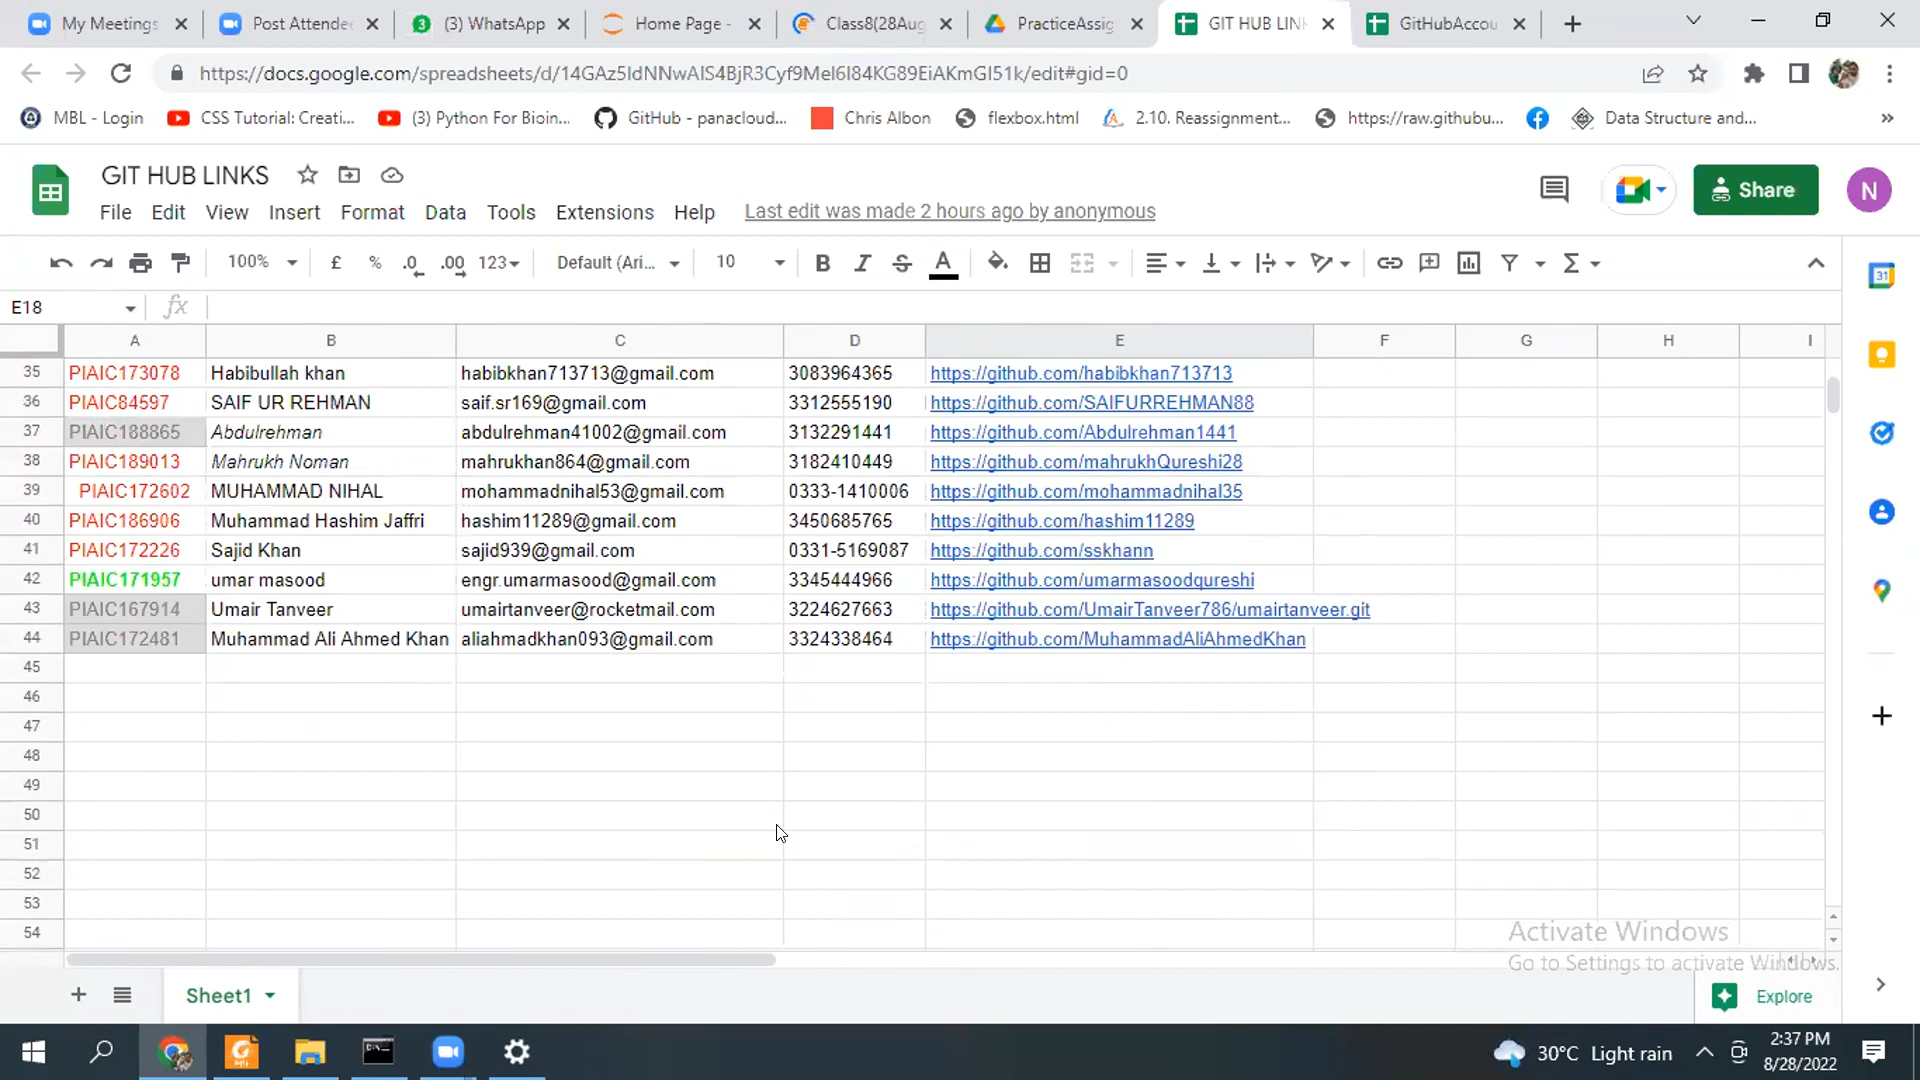 My Meetings
Post Attendee
(3) WhatsApp
Home Page -
Class8(28Aug
PracticeAssig
GIT HUB LIN
GitHubAccou
https://docs.google.com/spreadsheets/d/14GAz5IdNNwAIS4BjR3Cyf9Mel6I84KG89EiAKmGI51k/edit#gid=0
MBL - Login
CSS Tutorial: Creati...
(3) Python For Bioin...
GitHub - panacloud...
Chris Albon
flexbox.html
2.10. Reassignment...
https://raw.githubu...
Data Structure and...
»
GIT HUB LINKS
Share
N
File Edit View Insert Format Data Tools Extensions Help Last edit was made 2 hours ago by anonymous
100% £ % .0 .00 123 Default (Ari... 10 B I S A Σ
31
E18 fx
A B C D E F G H I
35 PIAIC173078 Habibullah khan habibkhan713713@gmail.com 3083964365 https://github.com/habibkhan713713
36 PIAIC84597 SAIF UR REHMAN saif.sr169@gmail.com 3312555190 https://github.com/SAIFURREHMAN88
37 PIAIC188865 Abdulrehman abdulrehman41002@gmail.com 3132291441 https://github.com/Abdulrehman1441
38 PIAIC189013 Mahrukh Noman mahrukhan864@gmail.com 3182410449 https://github.com/mahrukhQureshi28
39 PIAIC172602 MUHAMMAD NIHAL mohammadnihal53@gmail.com 0333-1410006 https://github.com/mohammadnihal35
40 PIAIC186906 Muhammad Hashim Jaffri hashim11289@gmail.com 3450685765 https://github.com/hashim11289
41 PIAIC172226 Sajid Khan sajid939@gmail.com 0331-5169087 https://github.com/sskhann
42 PIAIC171957 umar masood engr.umarmasood@gmail.com 3345444966 https://github.com/umarmasoodqureshi
43 PIAIC167914 Umair Tanveer umairtanveer@rocketmail.com 3224627663 https://github.com/UmairTanveer786/umairtanveer.git
44 PIAIC172481 Muhammad Ali Ahmed Khan aliahmadkhan093@gmail.com 3324338464 https://github.com/MuhammadAliAhmedKhan
45
46
47
48
49
50
51
52
53
54
Activate Windows
Go to Settings to activate Windows.
Sheet1
Explore
30°C Light rain
2:37 PM
8/28/2022